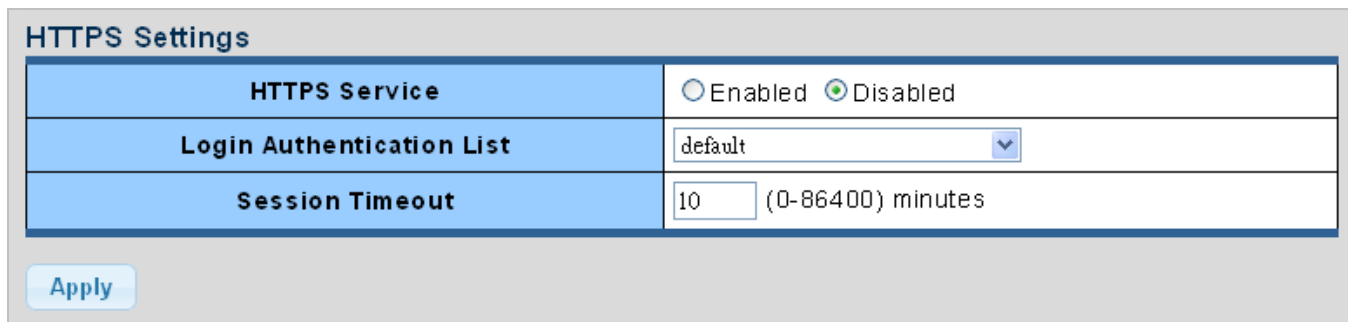 HTTPS Settings
HTTPS Service Enabled Disabled
Login Authentication List default
Session Timeout 10 (0-86400) minutes
Apply